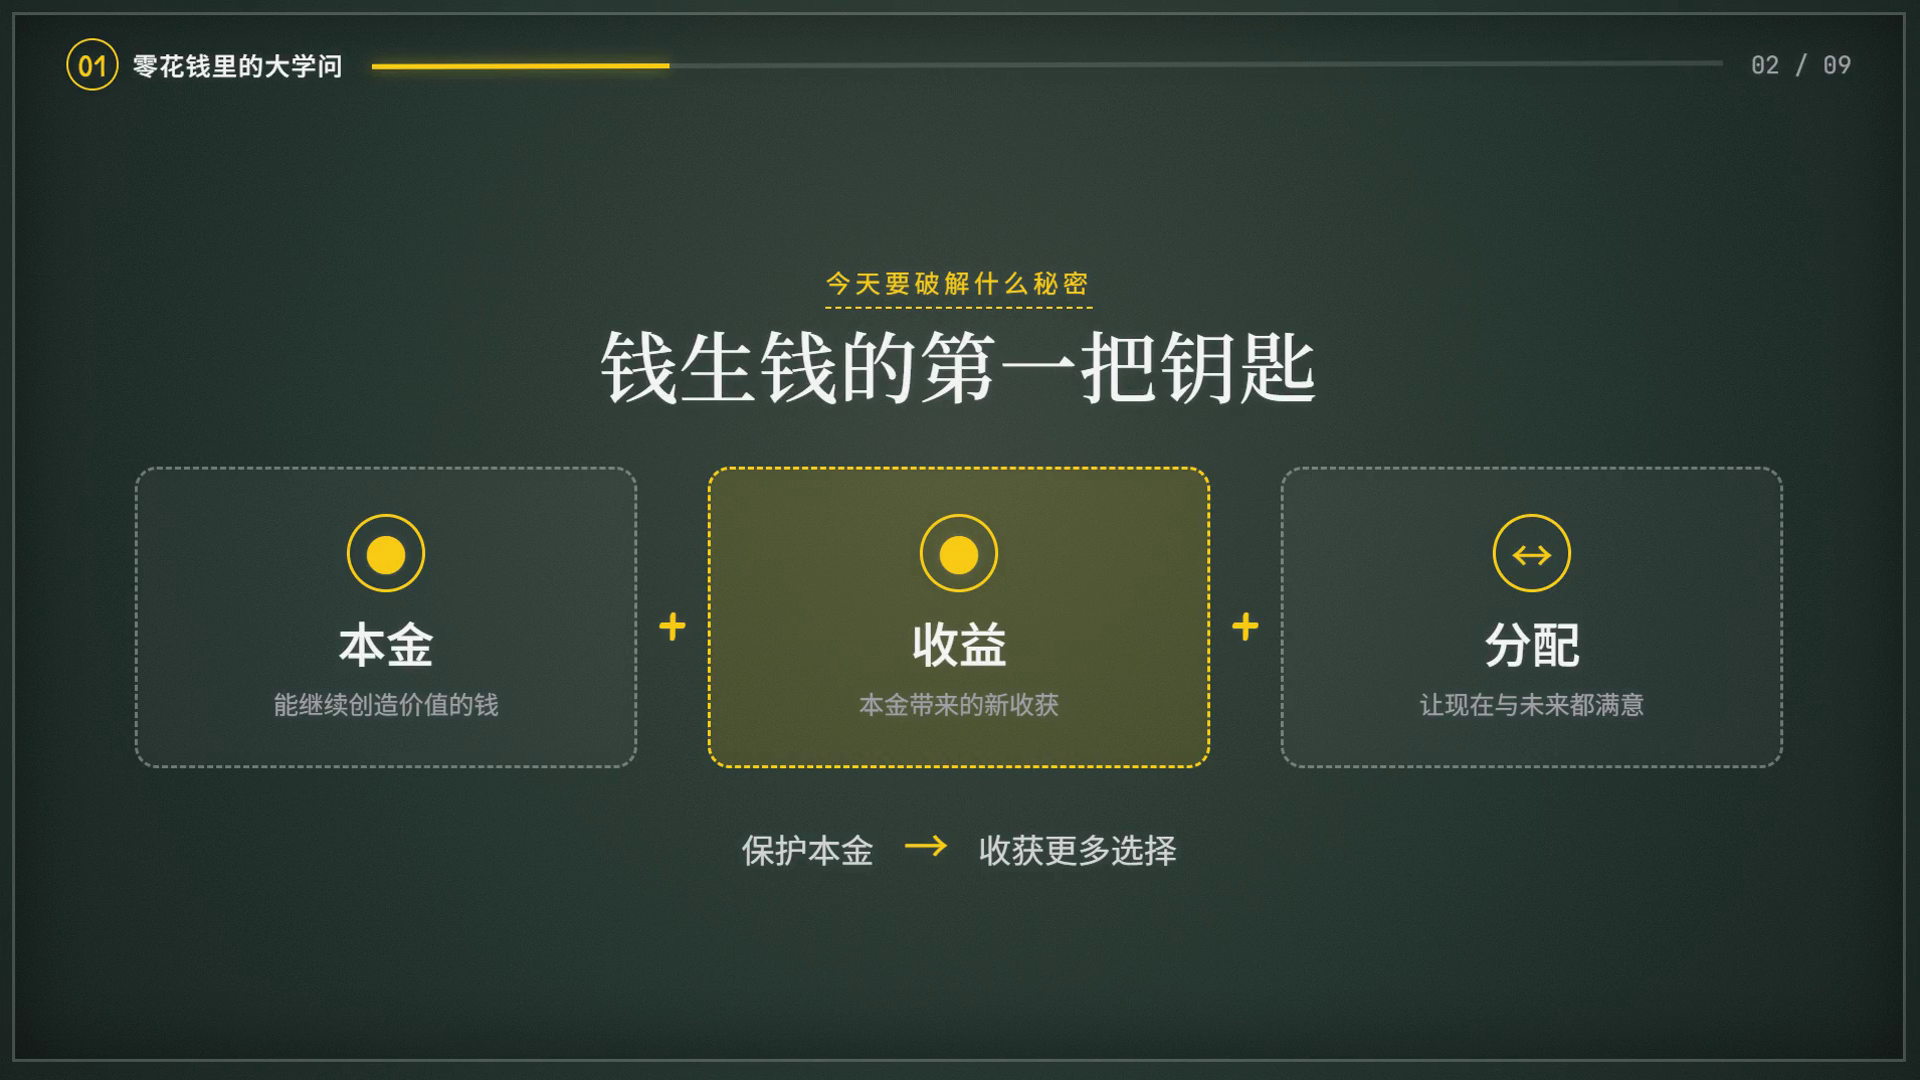 01 零花钱里的大学问
02 / 09
今天要破解什么秘密
钱生钱的第一把钥匙
本金
能继续创造价值的钱
+
收益
本金带来的新收获
+
分配
让现在与未来都满意
保护本金 → 收获更多选择